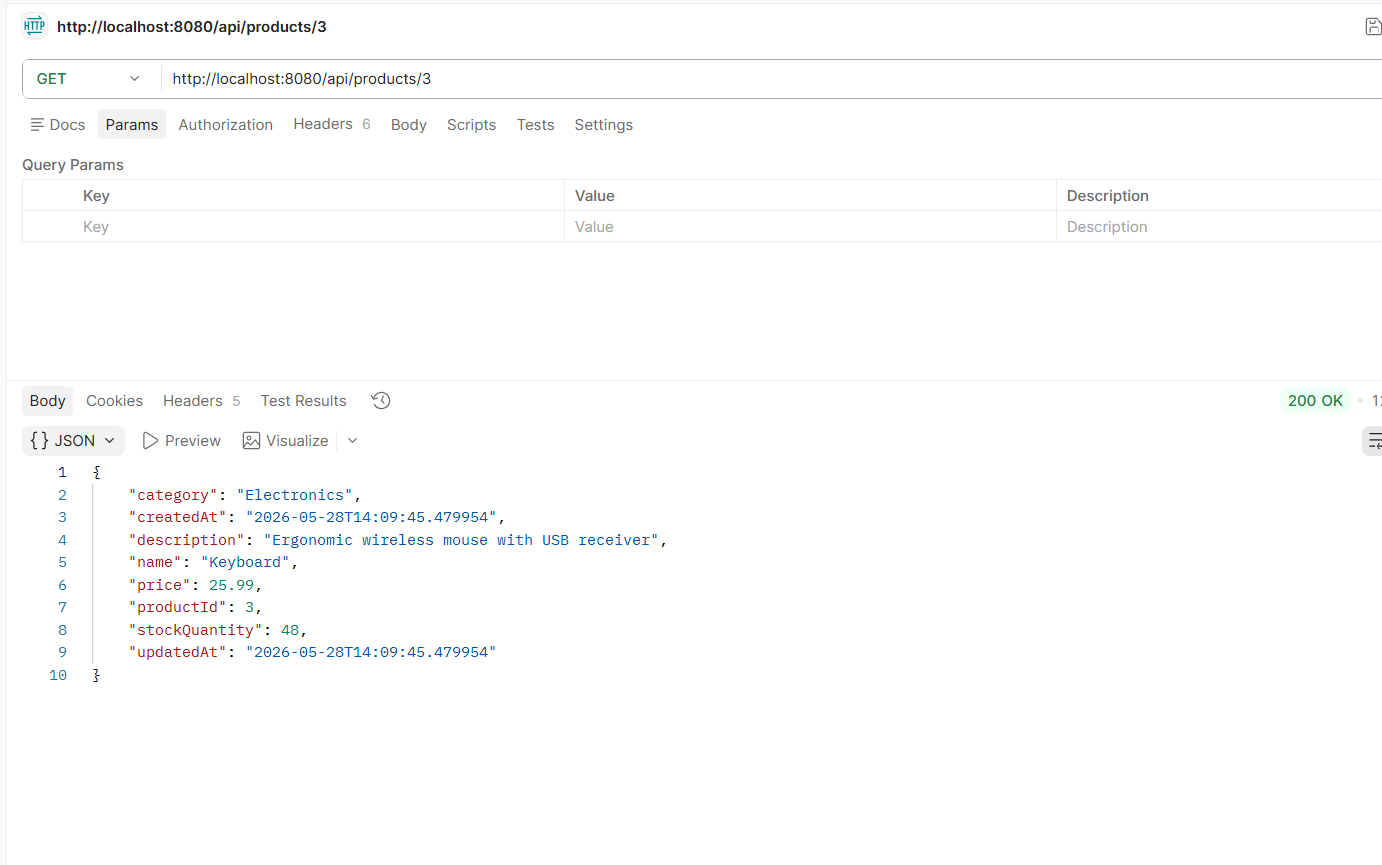 HTTP http://localhost:8080/api/products/3
GET http://localhost:8080/api/products/3
Docs Params Authorization Headers 6 Body Scripts Tests Settings
Query Params
Key Value Description
Key Value Description
Body Cookies Headers 5 Test Results 200 OK
{} JSON Preview Visualize
1 {
2 "category": "Electronics",
3 "createdAt": "2026-05-28T14:09:45.479954",
4 "description": "Ergonomic wireless mouse with USB receiver",
5 "name": "Keyboard",
6 "price": 25.99,
7 "productId": 3,
8 "stockQuantity": 48,
9 "updatedAt": "2026-05-28T14:09:45.479954"
10 }